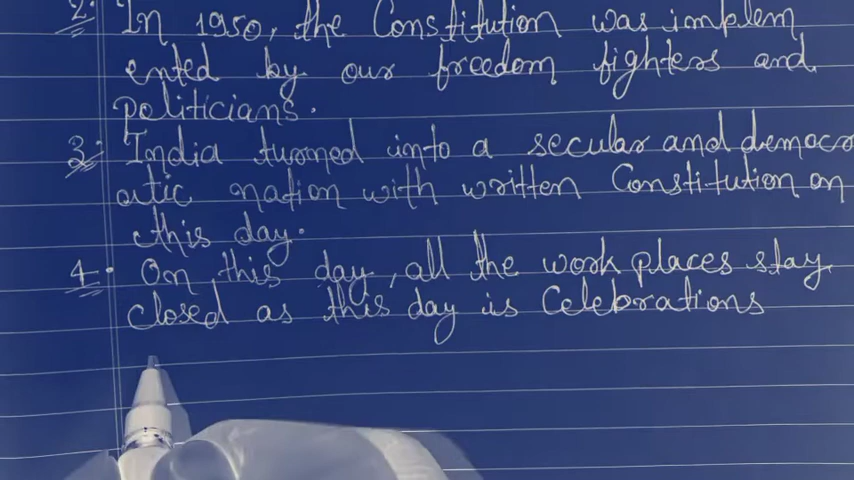 2. In 1950, the Constitution was implem
ented by our freedom fighters and
politicians.
3. India turned into a secular and democr
atic nation with written Constitution on
this day.
4. On this day, all the work places stay
closed as this day is Celebrations